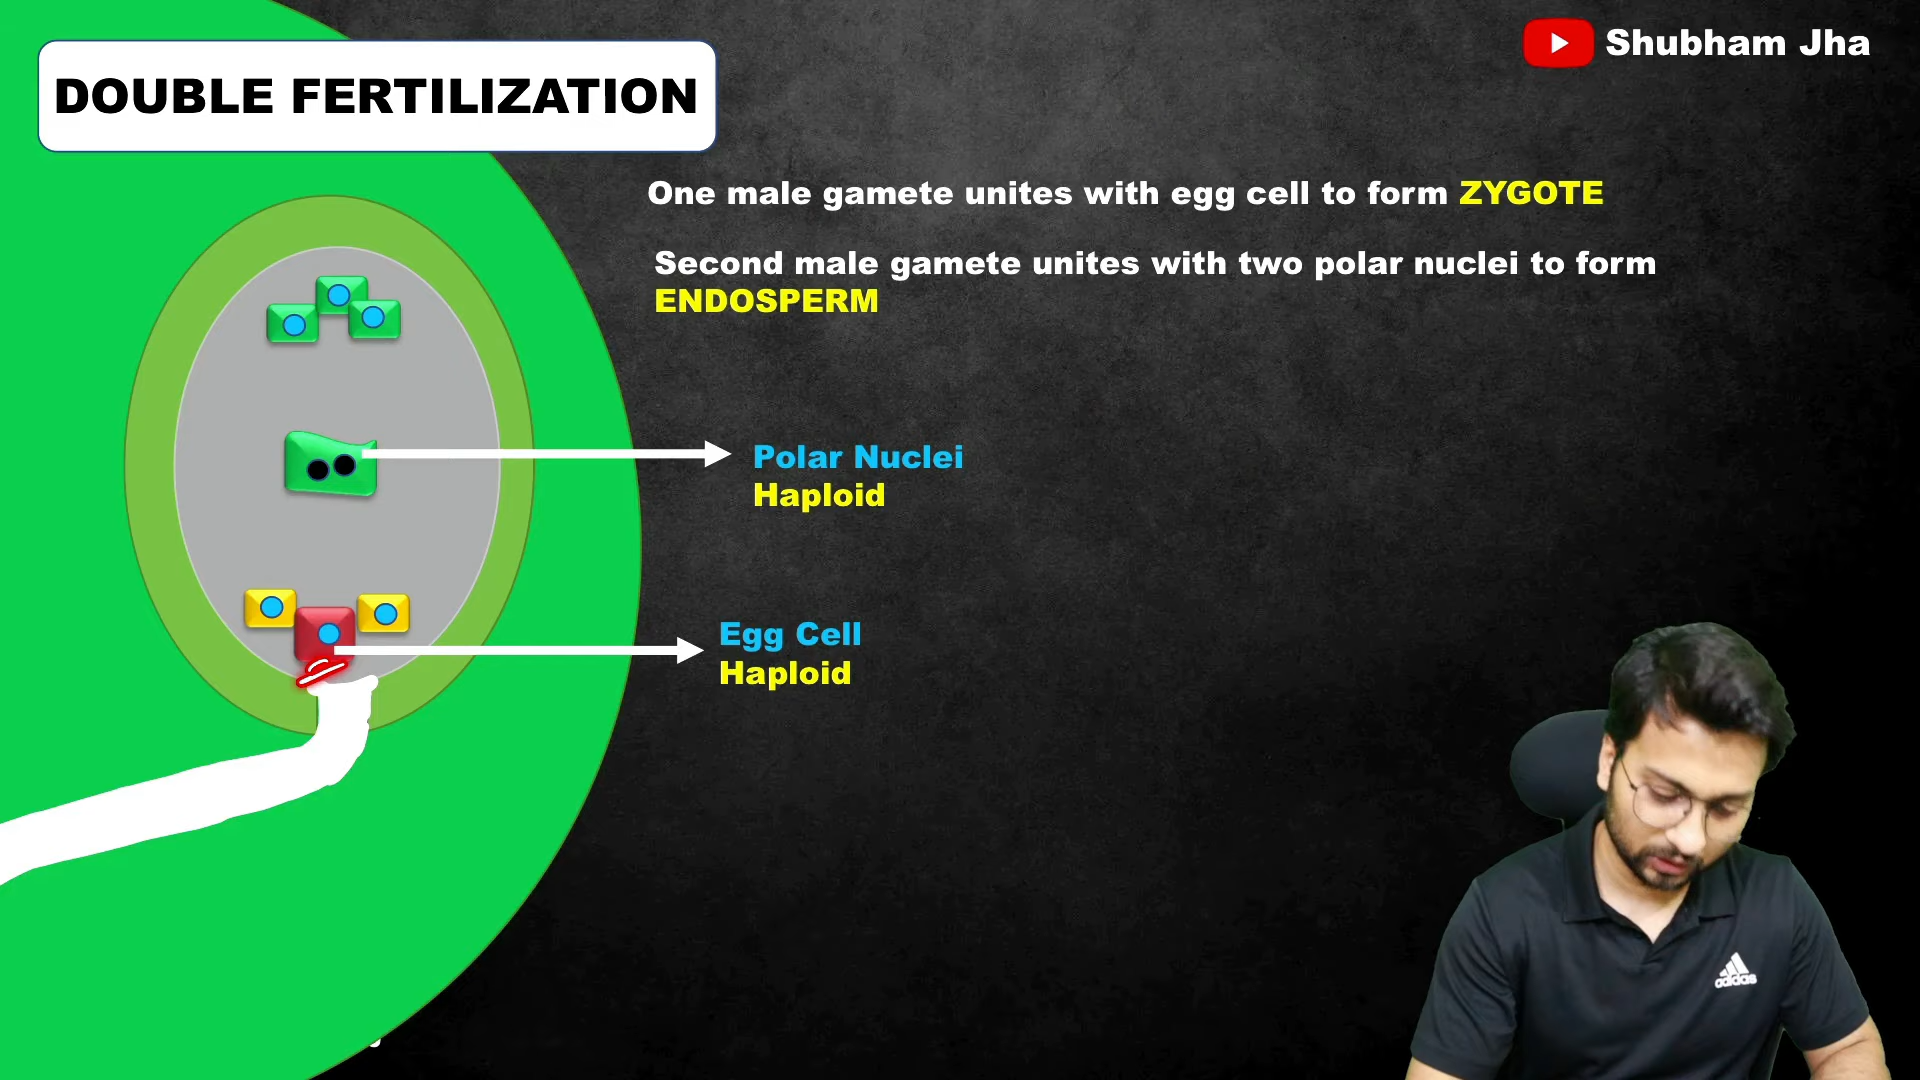 Shubham Jha
DOUBLE FERTILIZATION
One male gamete unites with egg cell to form ZYGOTE
Second male gamete unites with two polar nuclei to form
ENDOSPERM
Polar Nuclei
Haploid
Egg Cell
Haploid
adidas